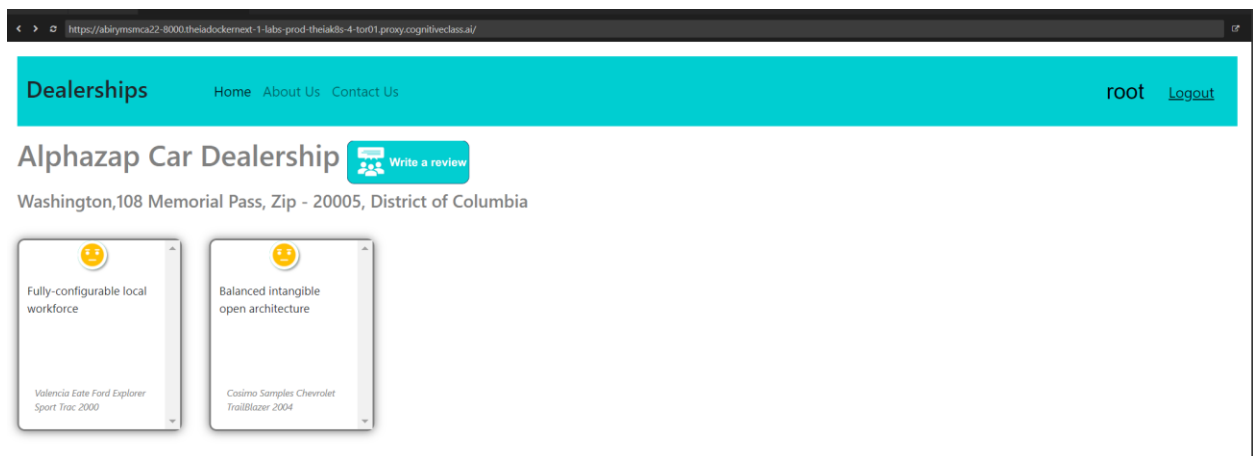 https://abirymsmca22-8000.theiadockernext-1-labs-prod-theiak8s-4-tor01.proxy.cognitiveclass.ai/
Dealerships Home About Us Contact Us root Logout
Alphazap Car Dealership Write a review
Washington,108 Memorial Pass, Zip - 20005, District of Columbia
Fully-configurable local
workforce
Valencia Eate Ford Explorer
Sport Trac 2000
Balanced intangible
open architecture
Casimo Samples Chevrolet
TrailBlazer 2004